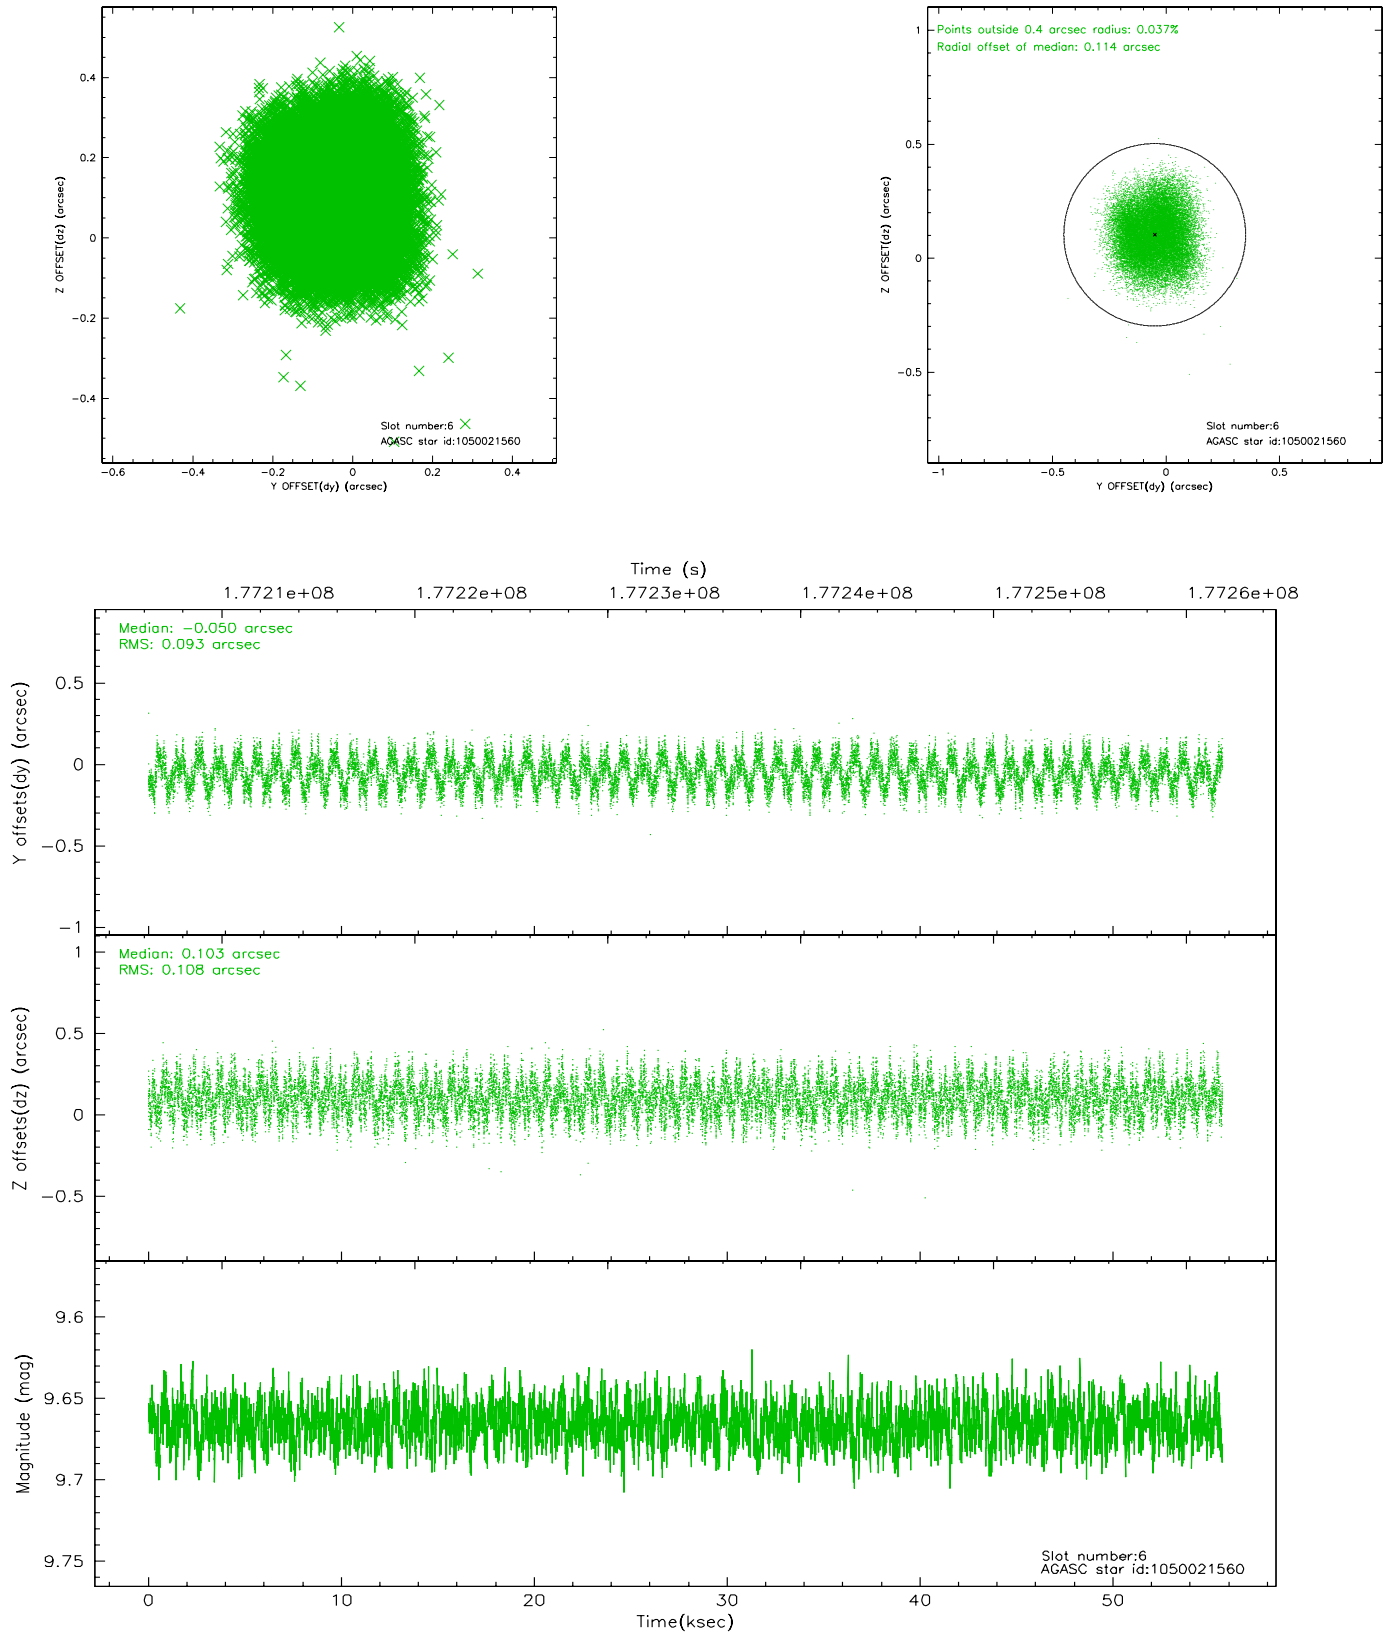 0.4
0.2
0
−0.2
−0.4
Z OFFSET(dz) (arcsec)
Slot number:6
AGASC star id:1050021560
−0.6
−0.4
−0.2
0
0.2
0.4
Y OFFSET(dy) (arcsec)
Points outside 0.4 arcsec radius: 0.037%
Radial offset of median: 0.114 arcsec
1
0.5
0
−0.5
Z OFFSET(dz) (arcsec)
Slot number:6
AGASC star id:1050021560
−1
−0.5
0
0.5
Y OFFSET(dy) (arcsec)
Time (s)
1.7721e+08
1.7722e+08
1.7723e+08
1.7724e+08
1.7725e+08
1.7726e+08
Median: −0.050 arcsec
RMS: 0.093 arcsec
0.5
0
−0.5
−1
Y offsets(dy) (arcsec)
Median: 0.103 arcsec
RMS: 0.108 arcsec
1
0.5
0
−0.5
Z offsets(dz) (arcsec)
9.6
9.65
9.7
9.75
Magnitude (mag)
Slot number:6
AGASC star id:1050021560
0
10
20
30
40
50
Time(ksec)